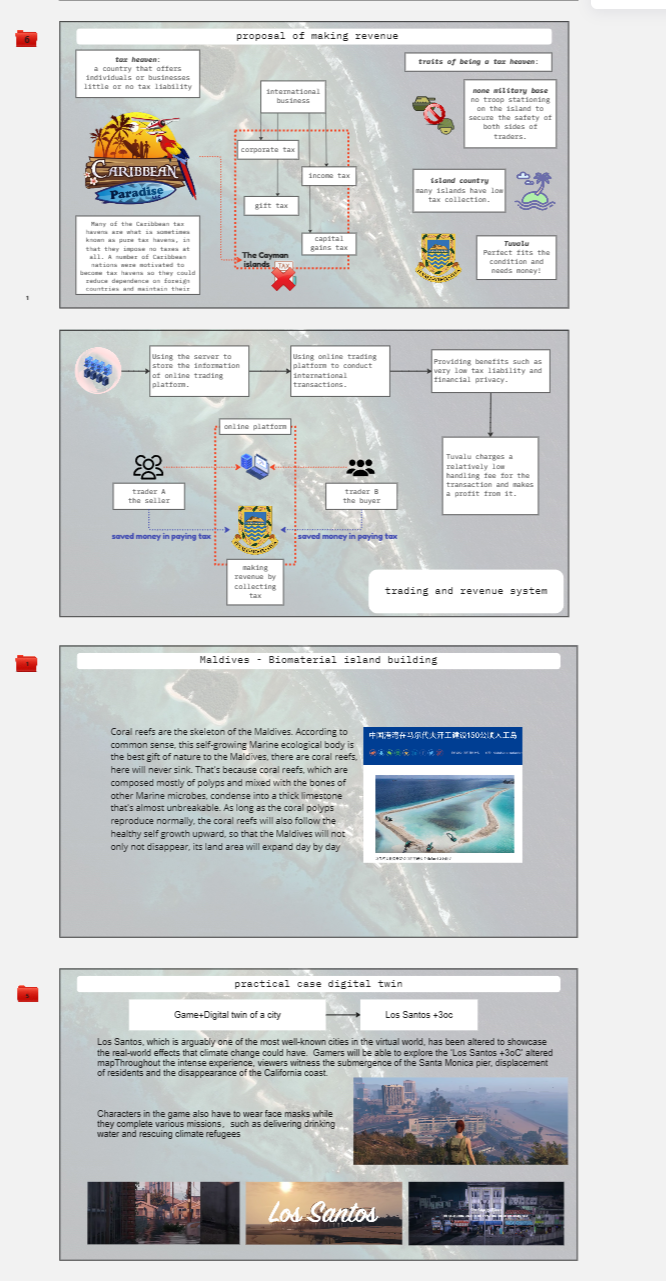 6
proposal of making revenue
tax heaven:
a country that offers
individuals or businesses
little or no tax liability
CARIBBEAN
Paradise
Many of the Caribbean tax
havens are what is sometimes
known as pure tax havens, in
that they impose no taxes at
all. A number of Caribbean
nations were motivated to
become tax havens so they could
reduce dependence on foreign
countries and maintain their
international
business
corporate tax
income tax
gift tax
capital
gains tax
The Cayman
islands
TAX
traits of being a tax heaven:
none military base
no troop stationing
on the island to
secure the safety of
both sides of
traders.
island country
many islands have low
tax collection.
Tuvalu
Perfect fits the
condition and
needs money!
1
Using the server to
store the information
of online trading
platform.
Using online trading
platform to conduct
international
transactions.
Providing benefits such as
very low tax liability and
financial privacy.
Tuvalu charges a
relatively low
handling fee for the
transaction and makes
a profit from it.
online platform
trader A
the seller
trader B
the buyer
saved money in paying tax
saved money in paying tax
making
revenue by
collecting
tax
trading and revenue system
Maldives - Biomaterial island building
Coral reefs are the skeleton of the Maldives. According to
common sense, this self-growing Marine ecological body is
the best gift of nature to the Maldives, there are coral reefs,
here will never sink. That's because coral reefs, which are
composed mostly of polyps and mixed with the bones of
other Marine microbes, condense into a thick limestone
that's almost unbreakable. As long as the coral polyps
reproduce normally, the coral reefs will also follow the
healthy self growth upward, so that the Maldives will not
only not disappear, its land area will expand day by day
中国港湾在马尔代夫开工建设150公顷人工岛
practical case digital twin
Game+Digital twin of a city
Los Santos +3oc
Los Santos, which is arguably one of the most well-known cities in the virtual world, has been altered to showcase
the real-world effects that climate change could have. Gamers will be able to explore the 'Los Santos +3oC' altered
mapThroughout the intense experience, viewers witness the submergence of the Santa Monica pier, displacement
of residents and the disappearance of the California coast.
Characters in the game also have to wear face masks while
they complete various missions, such as delivering drinking
water and rescuing climate refugees
Los Santos